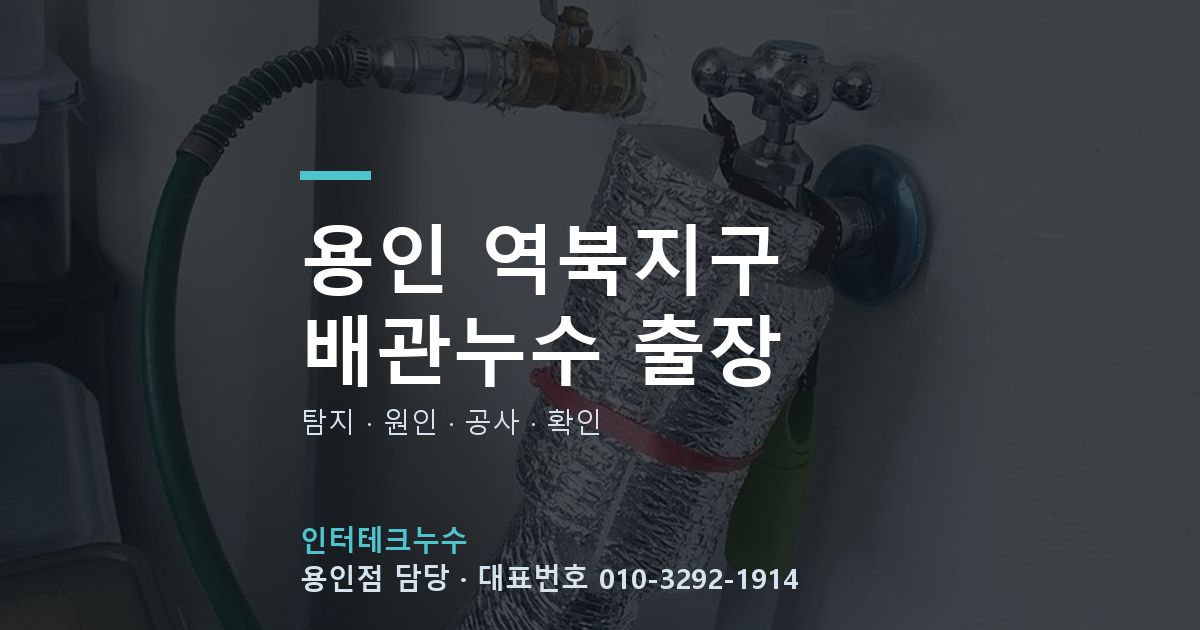 용인 역북지구
배관누수 출장
탐지 · 원인 · 공사 · 확인
인터테크누수
용인점 담당 · 대표번호 010-3292-1914